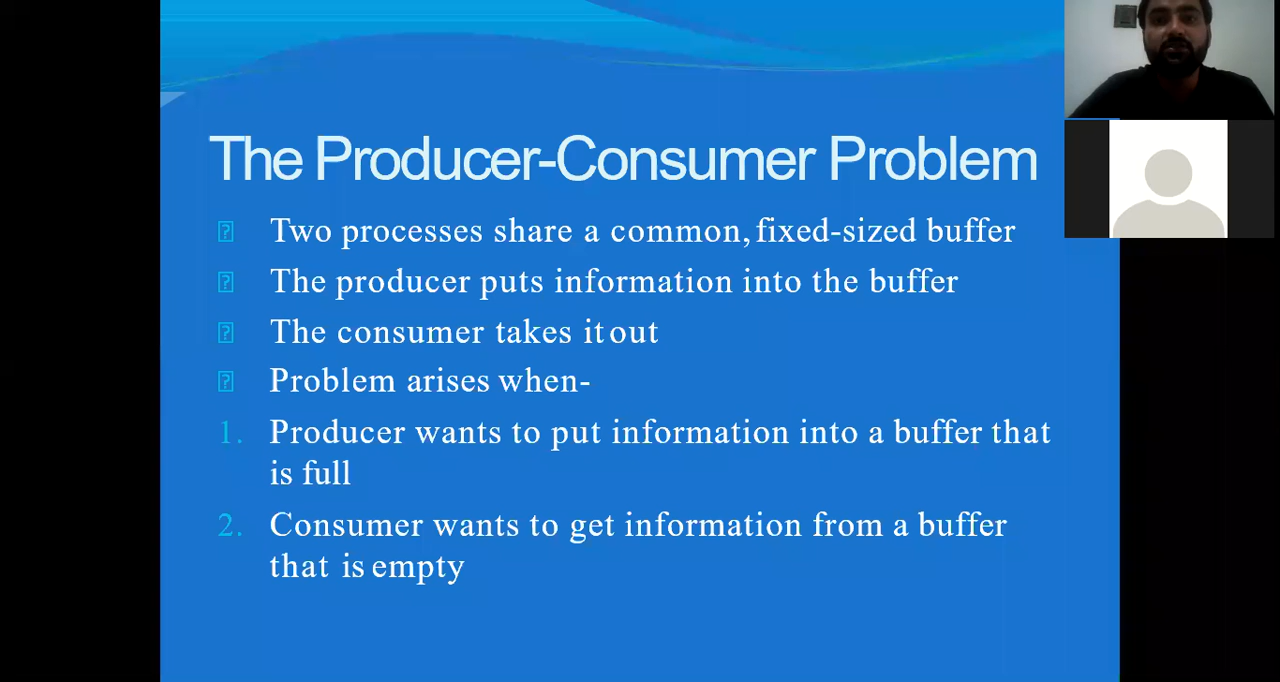 The Producer-Consumer Problem
Two processes share a common, fixed-sized buffer
The producer puts information into the buffer
The consumer takes it out
Problem arises when-
1. Producer wants to put information into a buffer that
is full
2. Consumer wants to get information from a buffer
that is empty